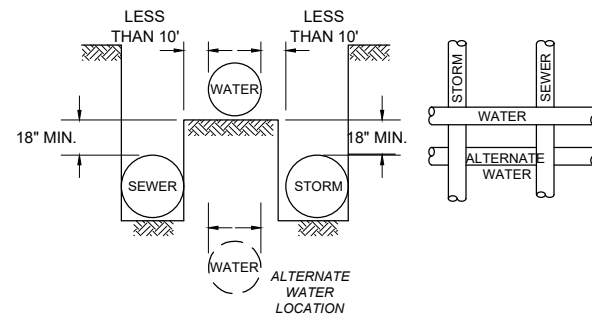 LESS
THAN 10'
LESS
THAN 10'
WATER
18" MIN.
18" MIN.
SEWER
STORM
WATER
ALTERNATE
WATER
LOCATION
STORM
SEWER
WATER
ALTERNATE
WATER